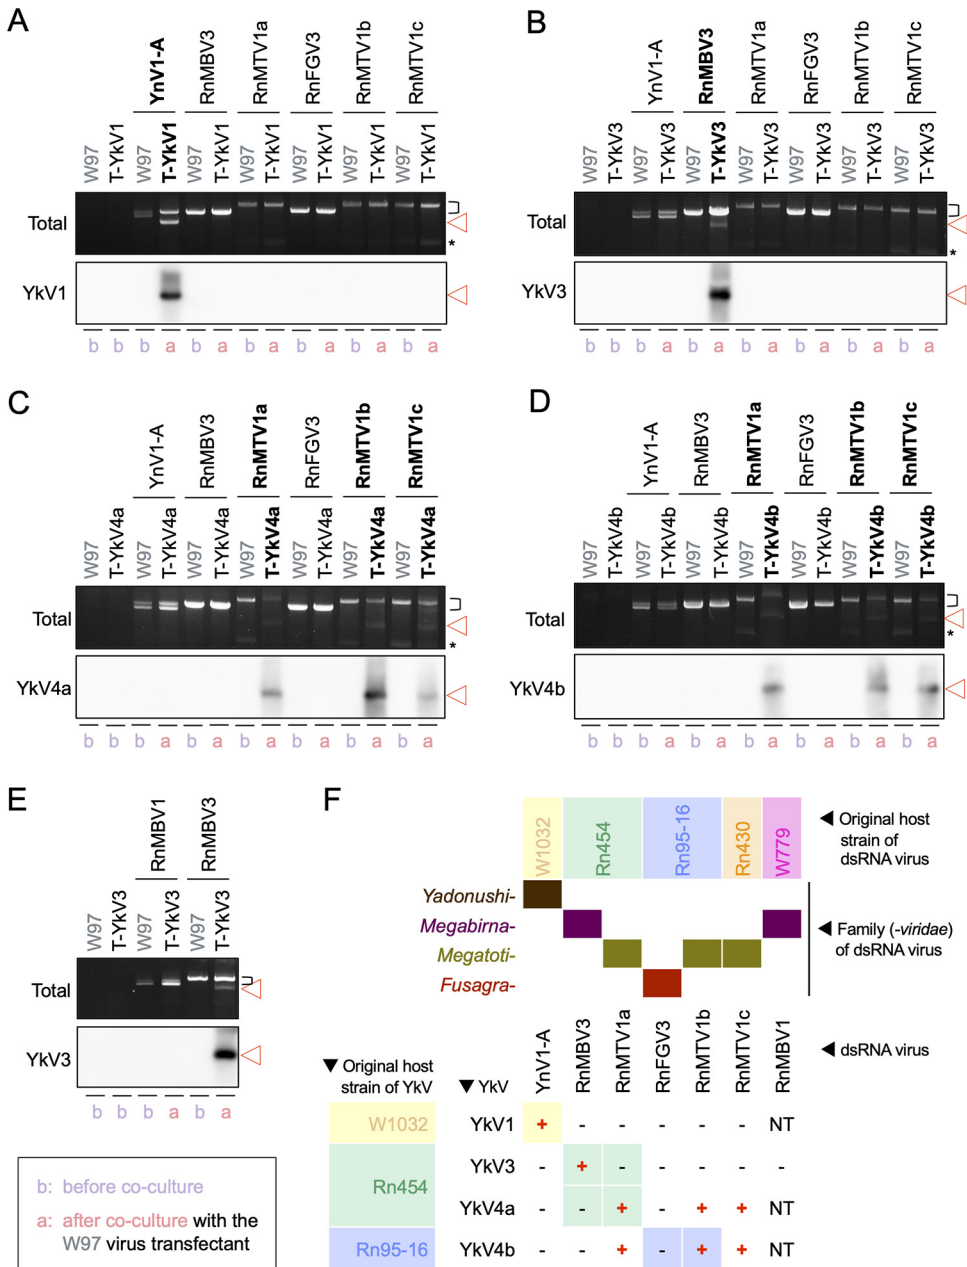 A
YnV1-A
RnMBV3
RnMTV1a
RnFGV3
RnMTV1b
RnMTV1c
W97
T-YkV1
W97
T-YkV1
W97
T-YkV1
W97
T-YkV1
W97
T-YkV1
W97
T-YkV1
W97
T-YkV1
Total
*
YkV1
b b b a b a b a b a b a b a
B
YnV1-A
RnMBV3
RnMTV1a
RnFGV3
RnMTV1b
RnMTV1c
W97
T-YkV3
W97
T-YkV3
W97
T-YkV3
W97
T-YkV3
W97
T-YkV3
W97
T-YkV3
W97
T-YkV3
Total
*
YkV3
b b b a b a b a b a b a b a
C
YnV1-A
RnMBV3
RnMTV1a
RnFGV3
RnMTV1b
RnMTV1c
W97
T-YkV4a
W97
T-YkV4a
W97
T-YkV4a
W97
T-YkV4a
W97
T-YkV4a
W97
T-YkV4a
W97
T-YkV4a
Total
*
YkV4a
b b b a b a b a b a b a b a
D
YnV1-A
RnMBV3
RnMTV1a
RnFGV3
RnMTV1b
RnMTV1c
W97
T-YkV4b
W97
T-YkV4b
W97
T-YkV4b
W97
T-YkV4b
W97
T-YkV4b
W97
T-YkV4b
W97
T-YkV4b
Total
*
YkV4b
b b b a b a b a b a b a b a
E
RnMBV1
RnMBV3
W97
T-YkV3
W97
T-YkV3
W97
T-YkV3
Total
YkV3
b b b a b a
b: before co-culture
a: after co-culture with the
W97 virus transfectant
F
W1032
Rn454
Rn95-16
Rn430
W779
◀ Original host
strain of
dsRNA virus
Yadonushi-
Megabirna-
Megatoti-
Fusagra-
◀ Family (-viridae)
of dsRNA virus
YnV1-A
RnMBV3
RnMTV1a
RnFGV3
RnMTV1b
RnMTV1c
RnMBV1
◀ dsRNA virus
▼ Original host
strain of YkV
▼ YkV
W1032 YkV1 + - - - - - NT
Rn454
YkV3 - + - - - - -
YkV4a - - + - + + NT
Rn95-16 YkV4b - - + - + + NT